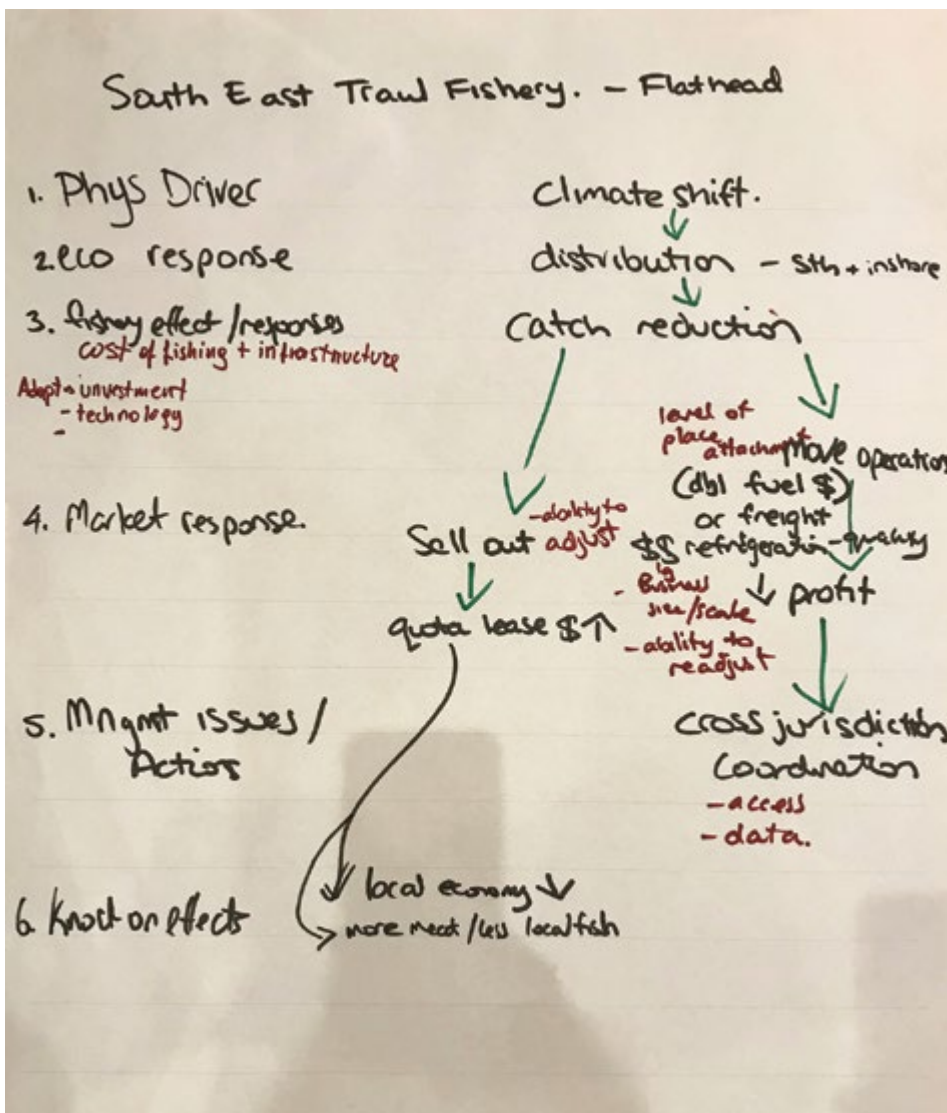 South East Trawl Fishery. - Flathead
1. Phys Driver
Climate shift.
2. eco response
distribution - Sth + inshore
3. fishery effect/responses
Catch reduction
cost of fishing + infrastructure
Adapt - investment
- technology
-
level of
place attachment
Move operation
(dbl fuel $)
or freight
4. Market response.
Sell out
- ability to
adjust
$$ refrigeration - quality
↓ profit
- Business
size/scale
- ability to
readjust
quota lease $ ↑
5. Mngmt issues /
Actions
cross jurisdiction
Coordination
- access
- data.
6. Knock on effects
local economy ↓
more meat / less local fish